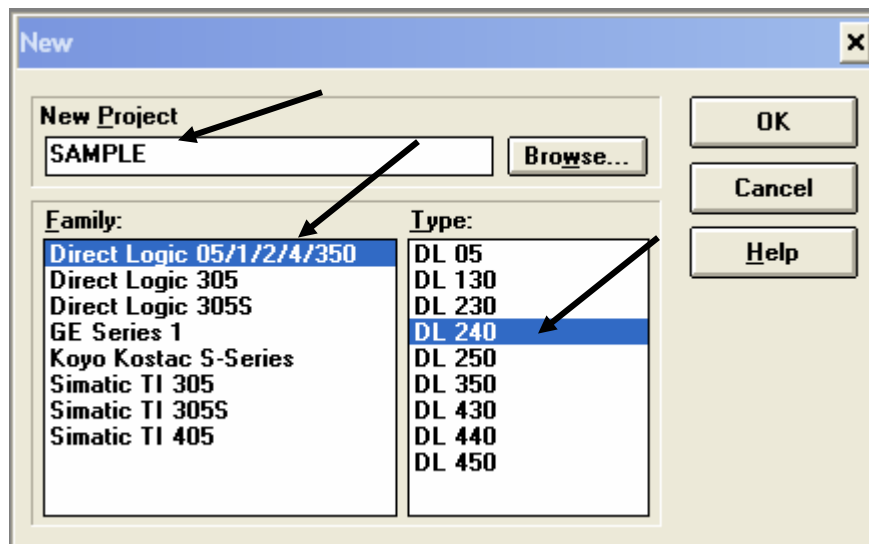 New
New Project
SAMPLE
Browse...
OK
Cancel
Help
Family:
Direct Logic 05/1/2/4/350
Direct Logic 305
Direct Logic 305S
GE Series 1
Koyo Kostac S-Series
Simatic TI 305
Simatic TI 305S
Simatic TI 405
Type:
DL 05
DL 130
DL 230
DL 240
DL 250
DL 350
DL 430
DL 440
DL 450